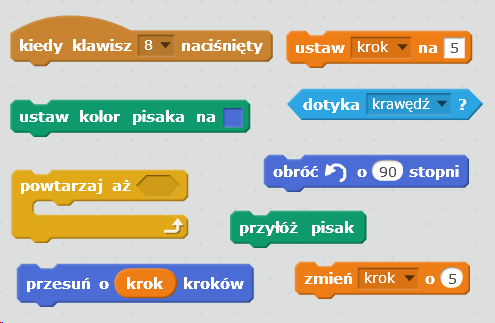 kiedy klawisz 8 naciśnięty
ustaw krok na 5
ustaw kolor pisaka na
dotyka krawędź ?
powtarzaj aż
obróć o 90 stopni
przyłóż pisak
przesuń o krok kroków
zmień krok o 5